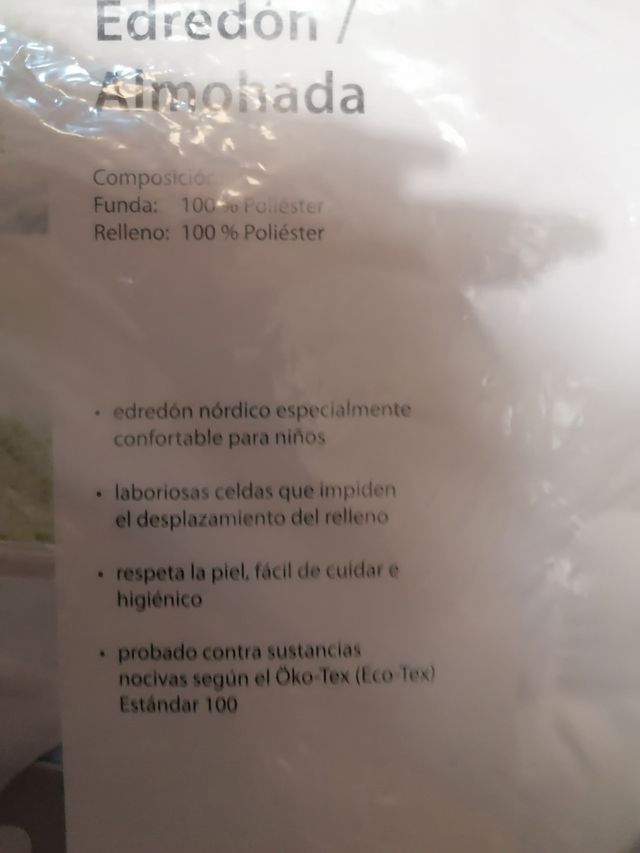 Edredón /
Almohada
Composición
Funda: 100 % Poliéster
Relleno: 100 % Poliéster
• edredón nórdico especialmente
confortable para niños
• laboriosas celdas que impiden
el desplazamiento del relleno
• respeta la piel, fácil de cuidar e
higiénico
• probado contra sustancias
nocivas según el Öko-Tex (Eco-Tex)
Estándar 100